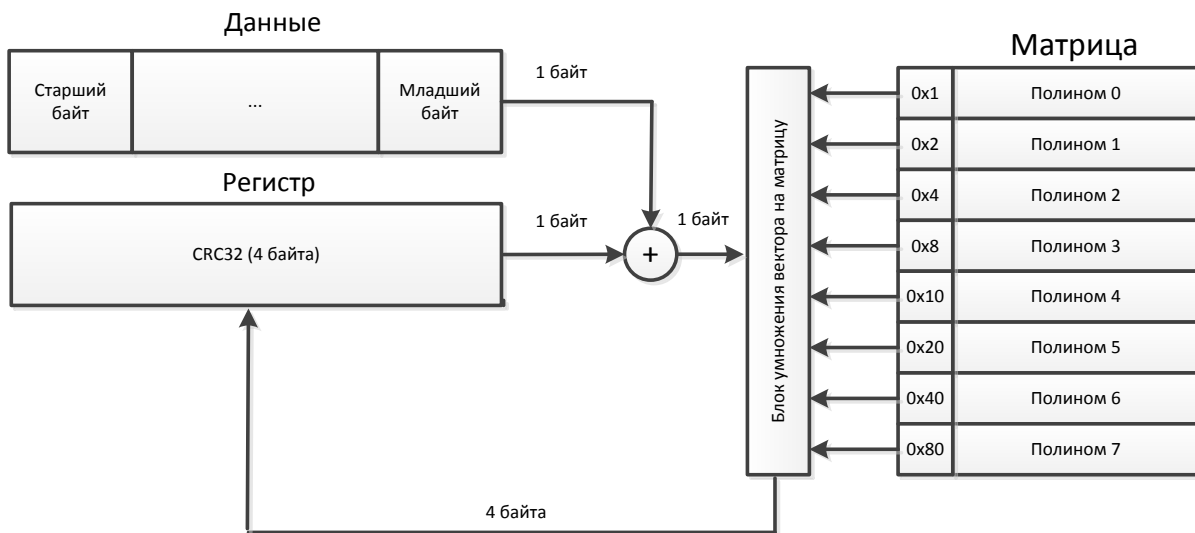 Данные
Старший
байт
...
Младший
байт
1 байт
Регистр
CRC32 (4 байта)
1 байт
+
1 байт
4 байта
Блок умножения вектора на матрицу
Матрица
0x1 Полином 0
0x2 Полином 1
0x4 Полином 2
0x8 Полином 3
0x10 Полином 4
0x20 Полином 5
0x40 Полином 6
0x80 Полином 7